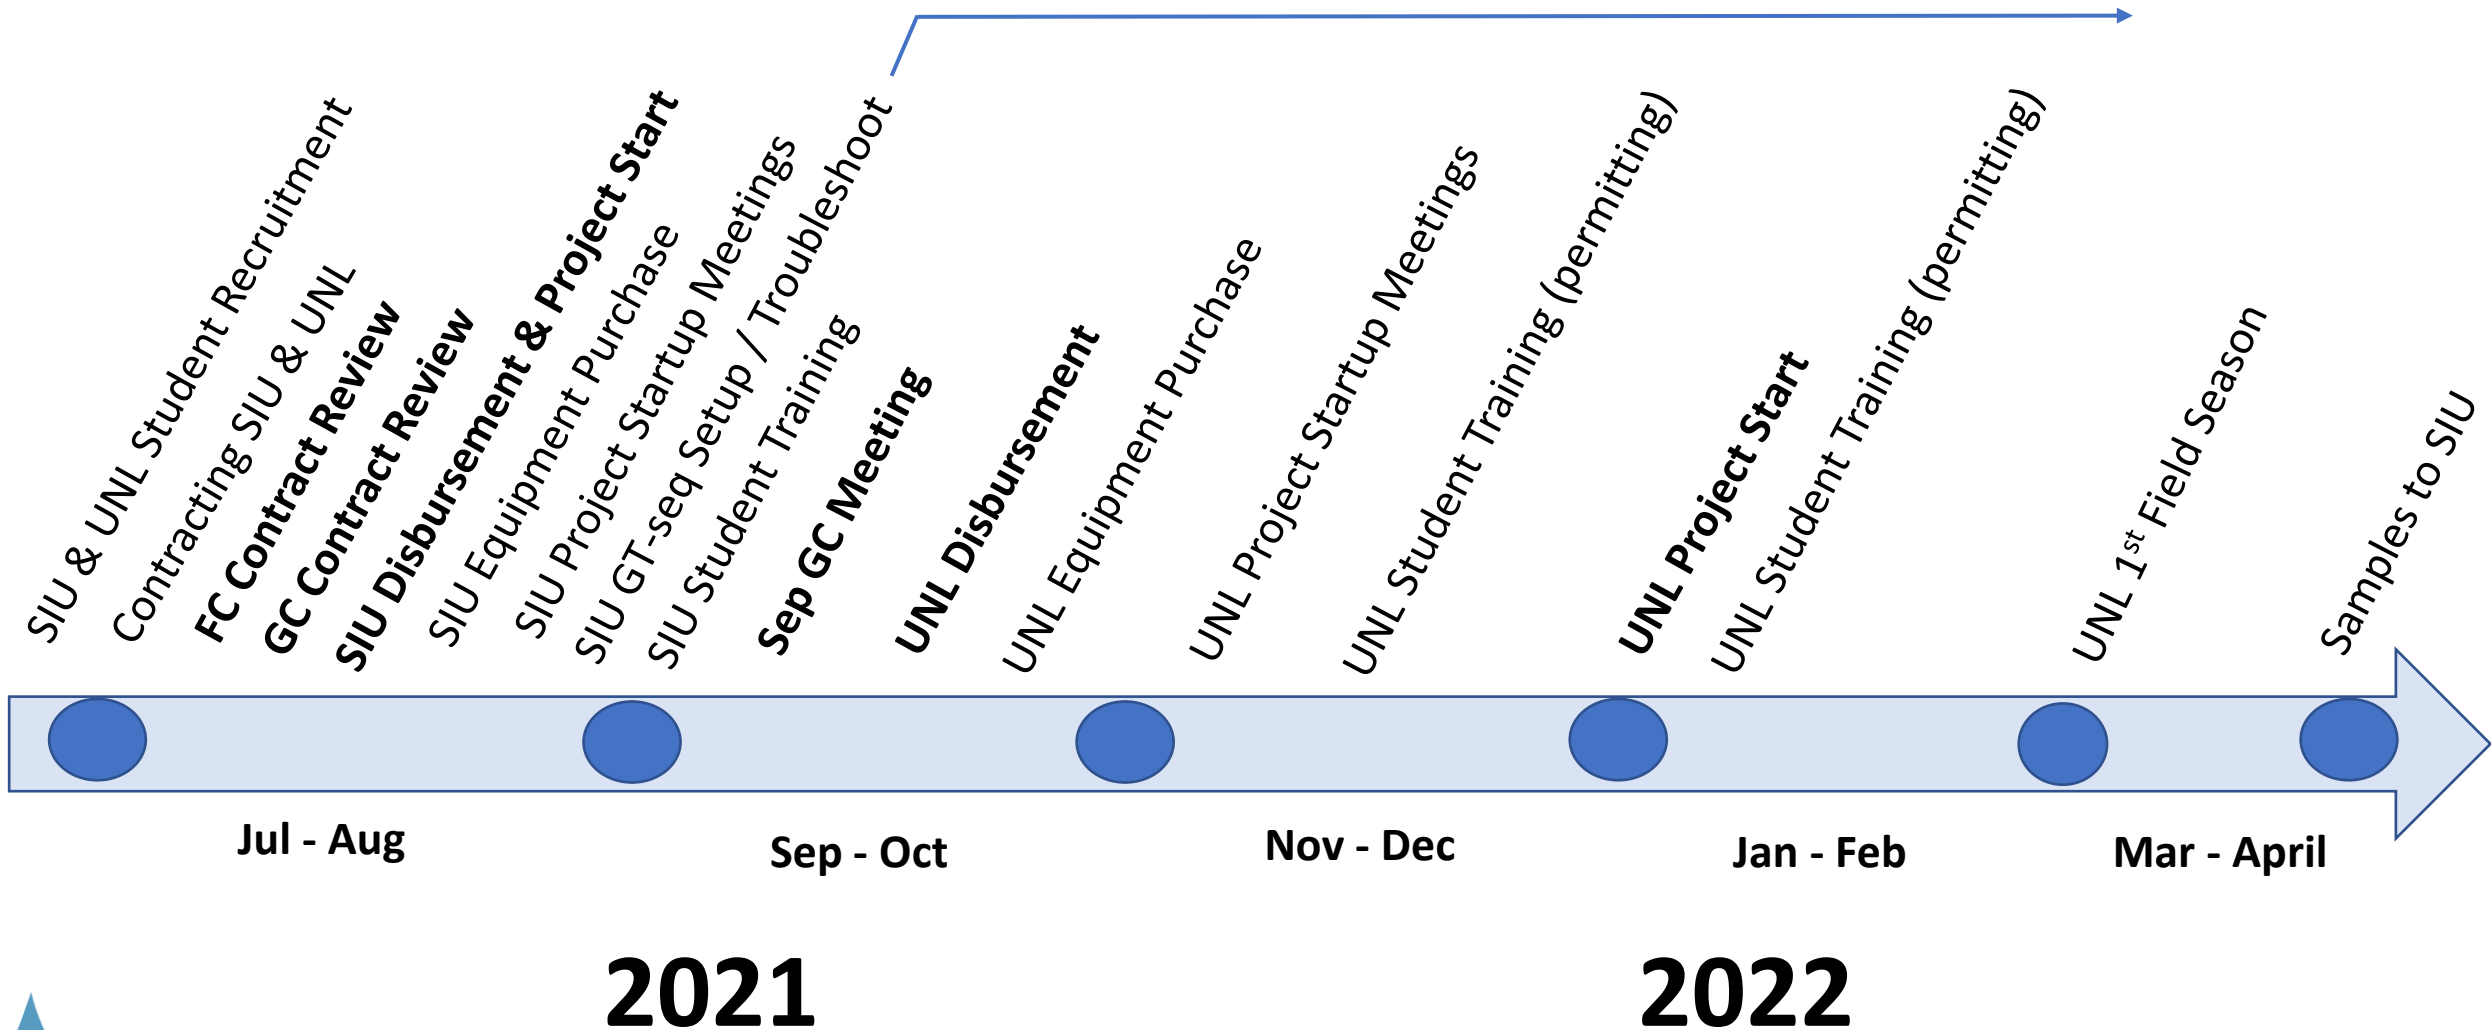 SIU & UNL Student Recruitment
Contracting SIU & UNL
FC Contract Review
GC Contract Review
SIU Disbursement & Project Start
SIU Equipment Purchase
SIU Project Startup Meetings
SIU GT-seq Setup / Troubleshoot
SIU Student Training
Sep GC Meeting
UNL Disbursement
UNL Equipment Purchase
UNL Project Startup Meetings
UNL Student Training (permitting)
UNL Project Start
UNL Student Training (permitting)
UNL 1st Field Season
Samples to SIU
Jul - Aug
Sep - Oct
Nov - Dec
Jan - Feb
Mar - April
2021
2022